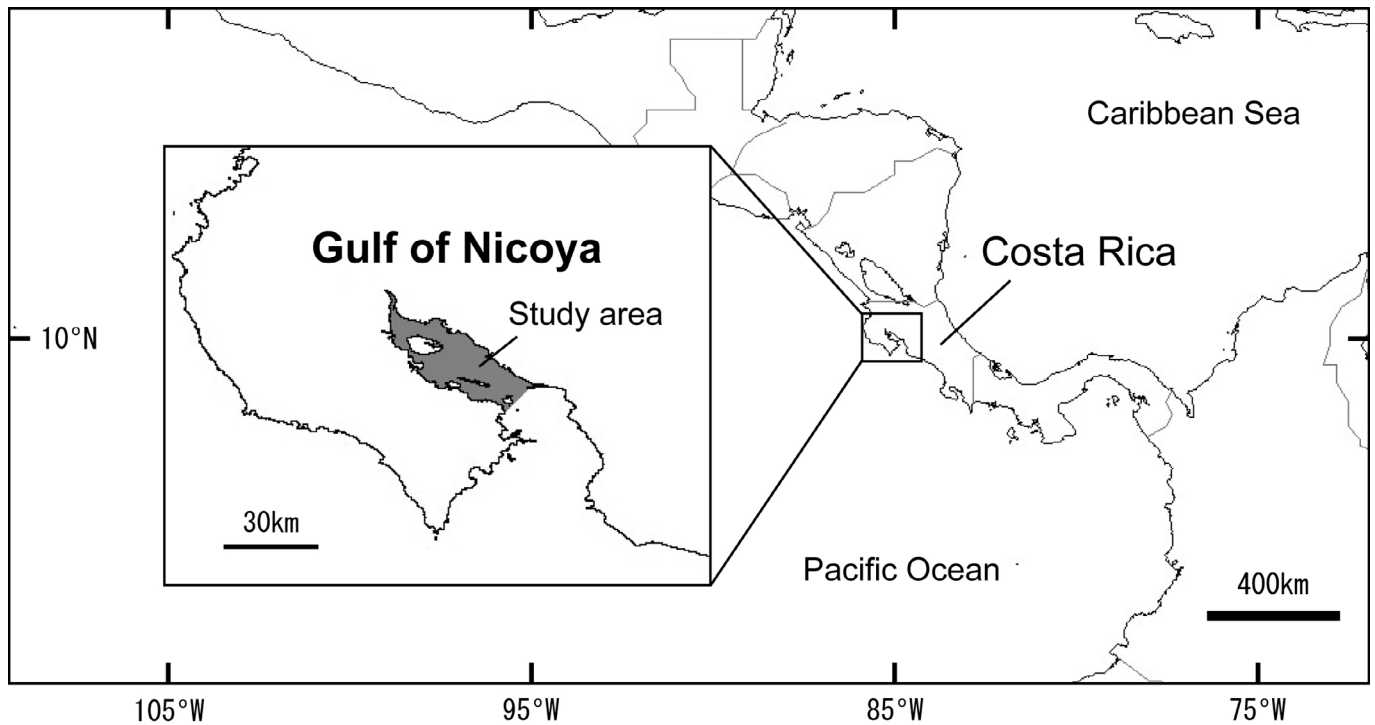 Caribbean Sea
Gulf of Nicoya
Costa Rica
Study area
10°N
30km
Pacific Ocean
400km
105°W
95°W
85°W
75°W